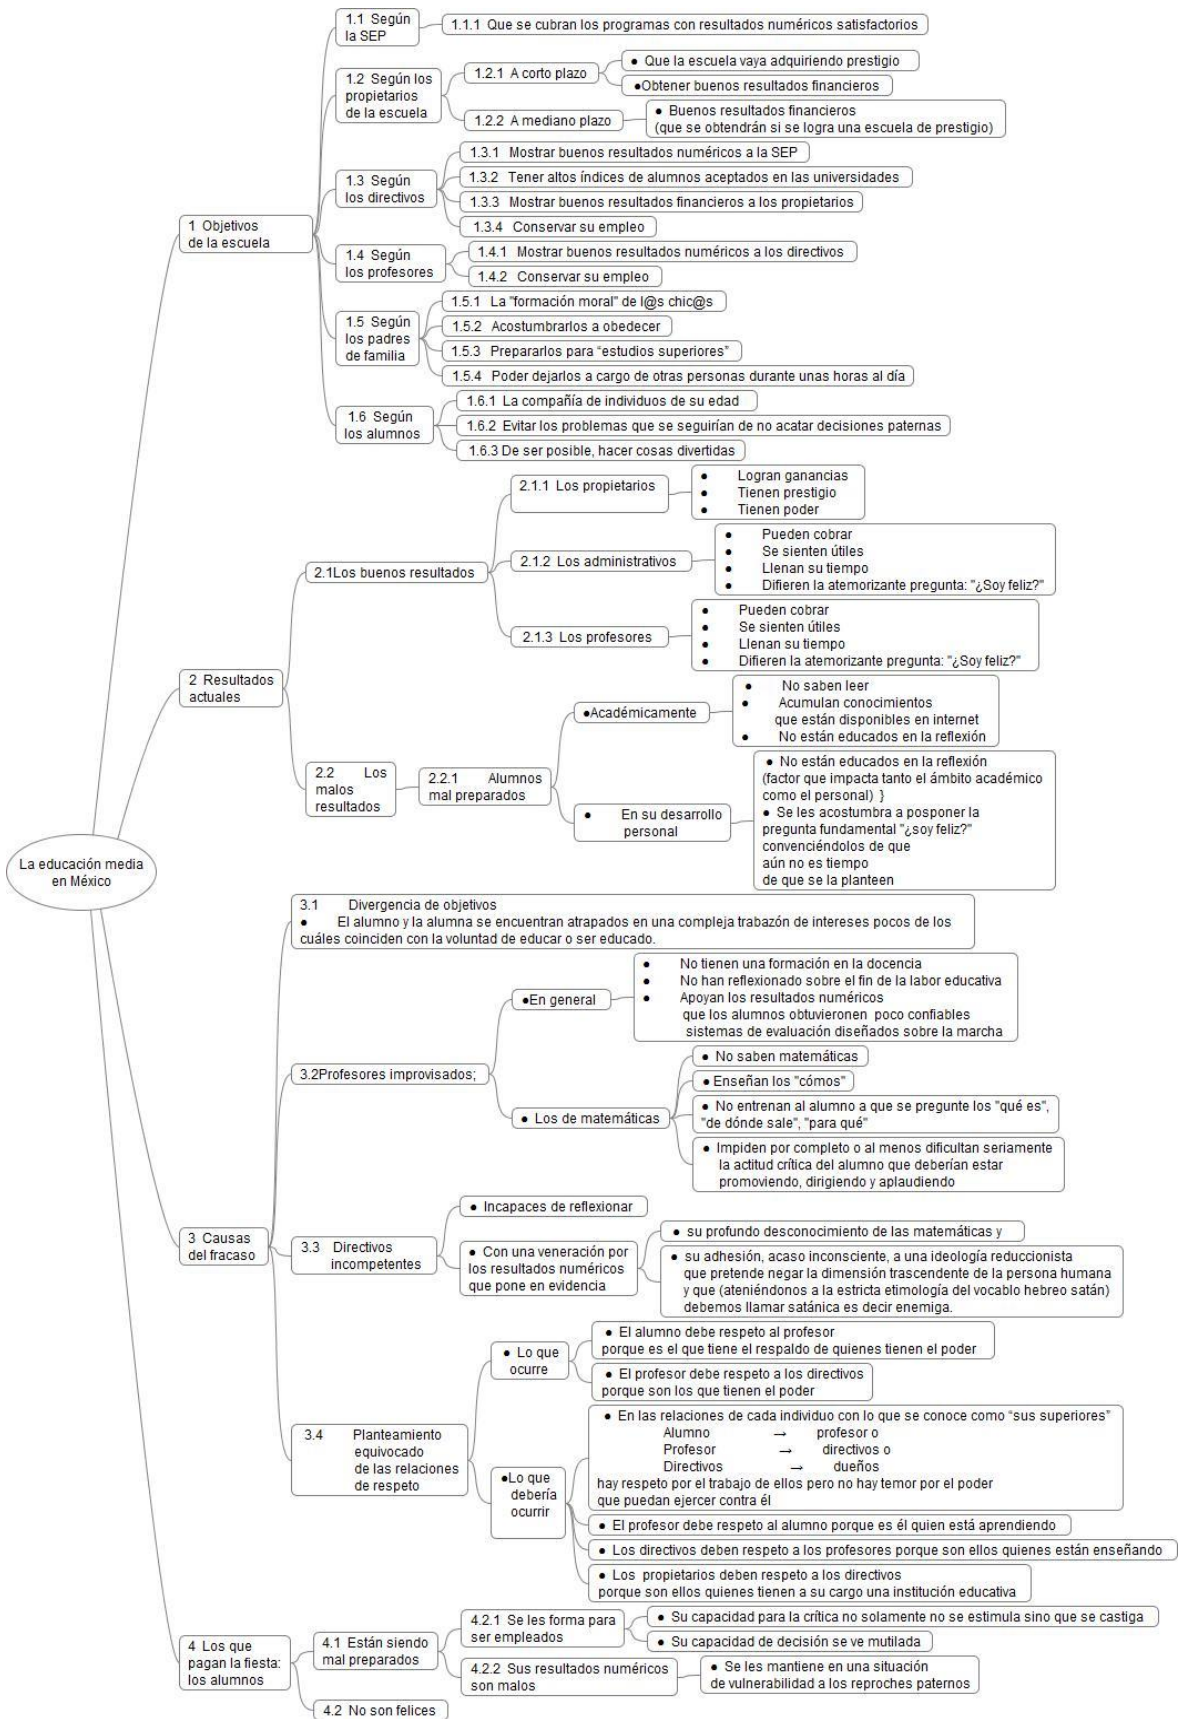 La educación media
en México
1 Objetivos
de la escuela
1.1 Según
la SEP
1.1.1 Que se cubran los programas con resultados numéricos satisfactorios
1.2 Según los
propietarios
de la escuela
1.2.1 A corto plazo
● Que la escuela vaya adquiriendo prestigio
●Obtener buenos resultados financieros
1.2.2 A mediano plazo
● Buenos resultados financieros
(que se obtendrán si se logra una escuela de prestigio)
1.3 Según
los directivos
1.3.1 Mostrar buenos resultados numéricos a la SEP
1.3.2 Tener altos índices de alumnos aceptados en las universidades
1.3.3 Mostrar buenos resultados financieros a los propietarios
1.3.4 Conservar su empleo
1.4 Según
los profesores
1.4.1 Mostrar buenos resultados numéricos a los directivos
1.4.2 Conservar su empleo
1.5 Según
los padres
de familia
1.5.1 La "formación moral" de l@s chic@s
1.5.2 Acostumbrarlos a obedecer
1.5.3 Prepararlos para “estudios superiores”
1.5.4 Poder dejarlos a cargo de otras personas durante unas horas al día
1.6 Según
los alumnos
1.6.1 La compañía de individuos de su edad
1.6.2 Evitar los problemas que se seguirían de no acatar decisiones paternas
1.6.3 De ser posible, hacer cosas divertidas
2 Resultados
actuales
2.1Los buenos resultados
2.1.1 Los propietarios
● Logran ganancias
● Tienen prestigio
● Tienen poder
2.1.2 Los administrativos
● Pueden cobrar
● Se sienten útiles
● Llenan su tiempo
● Difieren la atemorizante pregunta: "¿Soy feliz?"
2.1.3 Los profesores
● Pueden cobrar
● Se sienten útiles
● Llenan su tiempo
● Difieren la atemorizante pregunta: "¿Soy feliz?"
2.2 Los
malos
resultados
2.2.1 Alumnos
mal preparados
●Académicamente
● No saben leer
● Acumulan conocimientos
que están disponibles en internet
● No están educados en la reflexión
● En su desarrollo
personal
● No están educados en la reflexión
(factor que impacta tanto el ámbito académico
como el personal) }
● Se les acostumbra a posponer la
pregunta fundamental "¿soy feliz?"
convenciéndolos de que
aún no es tiempo
de que se la planteen
3 Causas
del fracaso
3.1 Divergencia de objetivos
● El alumno y la alumna se encuentran atrapados en una compleja trabazón de intereses pocos de los
cuáles coinciden con la voluntad de educar o ser educado.
3.2Profesores improvisados;
●En general
● No tienen una formación en la docencia
● No han reflexionado sobre el fin de la labor educativa
● Apoyan los resultados numéricos
que los alumnos obtuvieronen poco confiables
sistemas de evaluación diseñados sobre la marcha
● Los de matemáticas
● No saben matemáticas
● Enseñan los "cómos"
● No entrenan al alumno a que se pregunte los "qué es",
"de dónde sale", "para qué"
● Impiden por completo o al menos dificultan seriamente
la actitud crítica del alumno que deberían estar
promoviendo, dirigiendo y aplaudiendo
3.3 Directivos
incompetentes
● Incapaces de reflexionar
● Con una veneración por
los resultados numéricos
que pone en evidencia
● su profundo desconocimiento de las matemáticas y
● su adhesión, acaso inconsciente, a una ideología reduccionista
que pretende negar la dimensión trascendente de la persona humana
y que (ateniéndonos a la estricta etimología del vocablo hebreo satán)
debemos llamar satánica es decir enemiga.
3.4 Planteamiento
equivocado
de las relaciones
de respeto
● Lo que
ocurre
● El alumno debe respeto al profesor
porque es el que tiene el respaldo de quienes tienen el poder
● El profesor debe respeto a los directivos
porque son los que tienen el poder
●Lo que
debería
ocurrir
● En las relaciones de cada individuo con lo que se conoce como “sus superiores”
Alumno → profesor o
Profesor → directivos o
Directivos → dueños
hay respeto por el trabajo de ellos pero no hay temor por el poder
que puedan ejercer contra él
● El profesor debe respeto al alumno porque es él quien está aprendiendo
● Los directivos deben respeto a los profesores porque son ellos quienes están enseñando
● Los propietarios deben respeto a los directivos
porque son ellos quienes tienen a su cargo una institución educativa
4 Los que
pagan la fiesta:
los alumnos
4.1 Están siendo
mal preparados
4.2.1 Se les forma para
ser empleados
● Su capacidad para la crítica no solamente no se estimula sino que se castiga
● Su capacidad de decisión se ve mutilada
4.2.2 Sus resultados numéricos
son malos
● Se les mantiene en una situación
de vulnerabilidad a los reproches paternos
4.2 No son felices